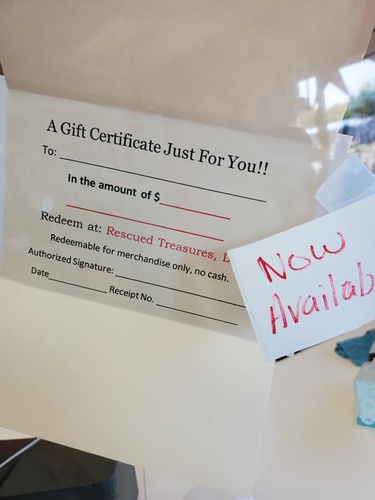 A Gift Certificate Just For You!!
To:
In the amount of $
Redeem at: Rescued Treasures,
Redeemable for merchandise only, no cash.
Authorized Signature:
Date Receipt No.
Now
Availab